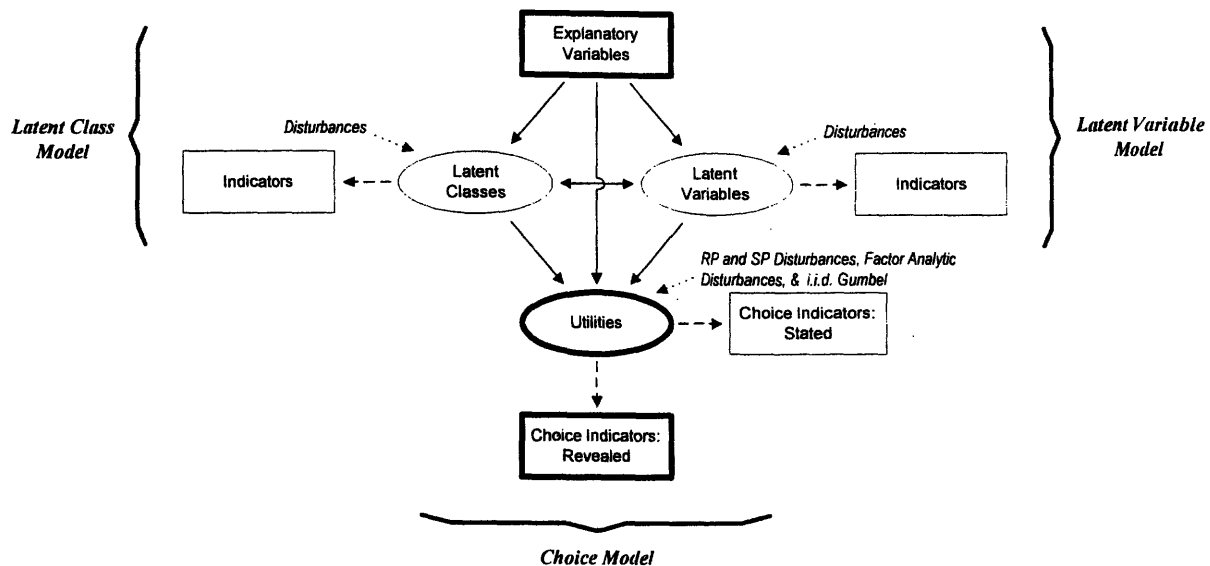 Explanatory
Variables
Latent Class
Model
Disturbances
Disturbances
Latent Variable
Model
Indicators
Latent
Classes
Latent
Variables
Indicators
RP and SP Disturbances, Factor Analytic
Disturbances, & i.i.d. Gumbel
Utilities
Choice Indicators:
Stated
Choice Indicators:
Revealed
Choice Model